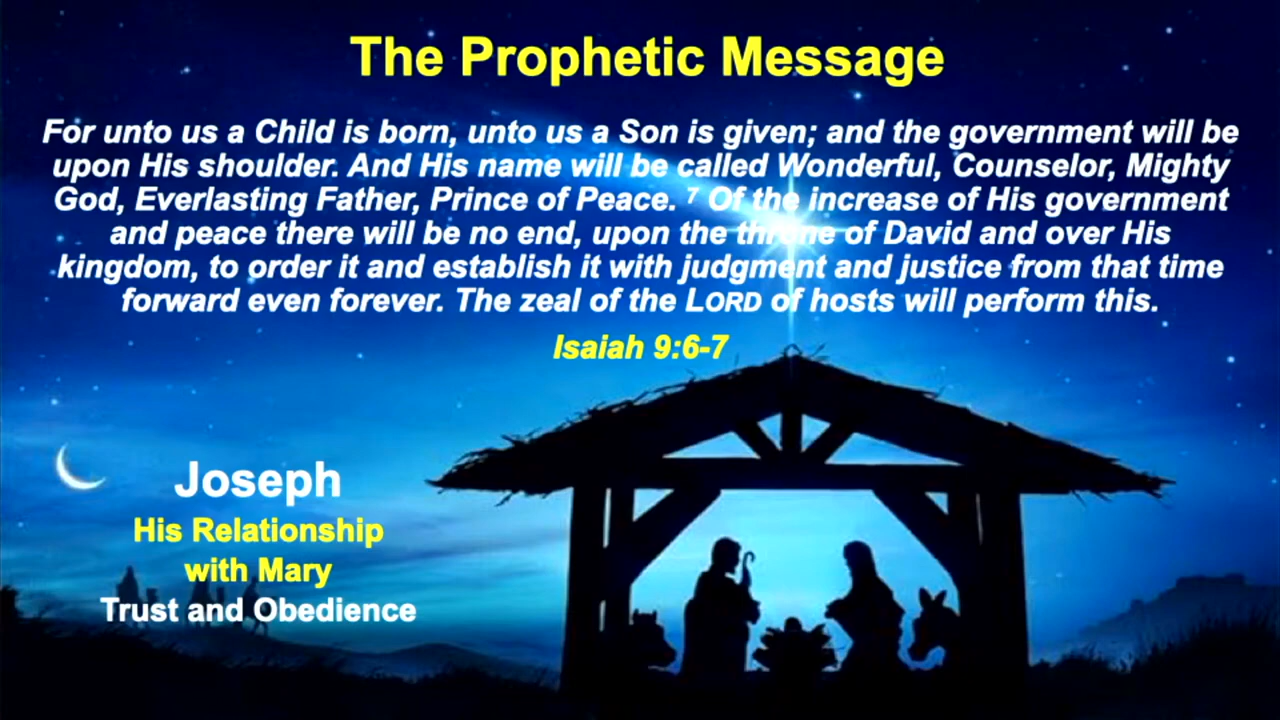 The Prophetic Message
For unto us a Child is born, unto us a Son is given; and the government will be
upon His shoulder. And His name will be called Wonderful, Counselor, Mighty
God, Everlasting Father, Prince of Peace. ⁷ Of the increase of His government
and peace there will be no end, upon the throne of David and over His
kingdom, to order it and establish it with judgment and justice from that time
forward even forever. The zeal of the LORD of hosts will perform this.
Isaiah 9:6-7
Joseph
His Relationship
with Mary
Trust and Obedience